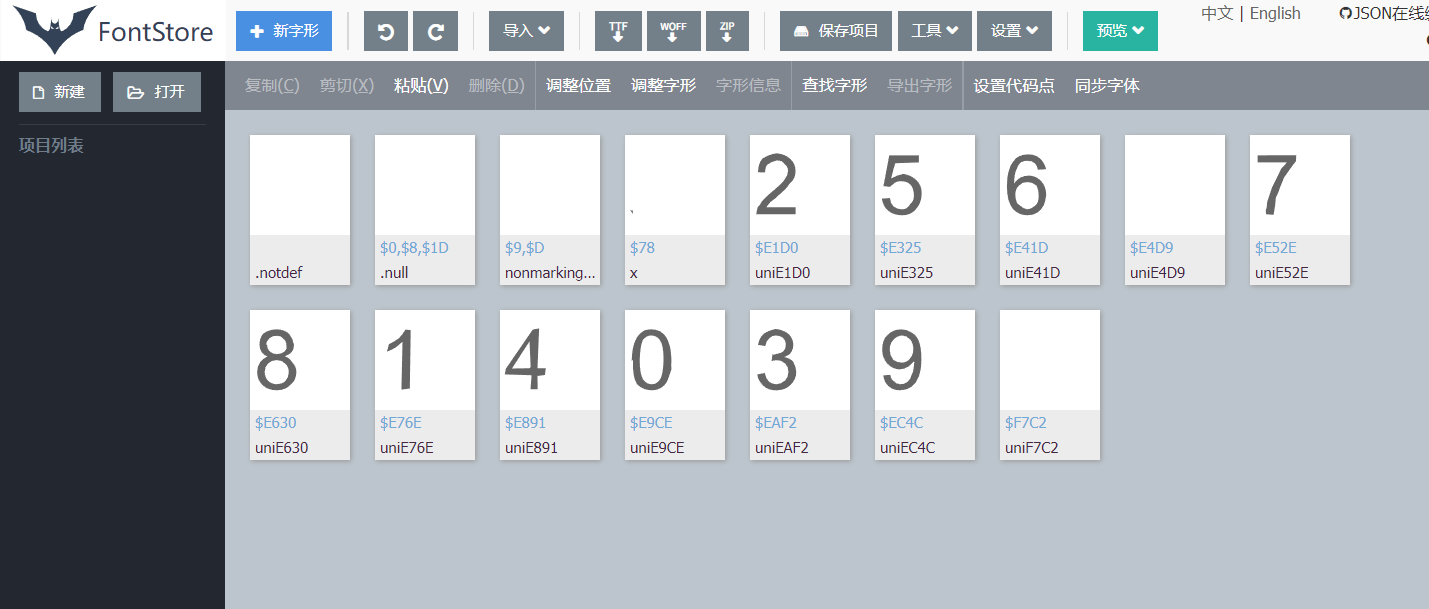 FontStore
新字形
导入
TTF
WOFF
ZIP
保存项目
工具
设置
预览
中文 | English
JSON在线
新建
打开
项目列表
复制(C) 剪切(X) 粘贴(V) 删除(D) 调整位置 调整字形 字形信息 查找字形 导出字形 设置代码点 同步字体
.notdef
$0,$8,$1D
.null
$9,$D
nonmarking...
$78
x
2
$E1D0
uniE1D0
5
$E325
uniE325
6
$E41D
uniE41D
$E4D9
uniE4D9
7
$E52E
uniE52E
8
$E630
uniE630
1
$E76E
uniE76E
4
$E891
uniE891
0
$E9CE
uniE9CE
3
$EAF2
uniEAF2
9
$EC4C
uniEC4C
$F7C2
uniF7C2